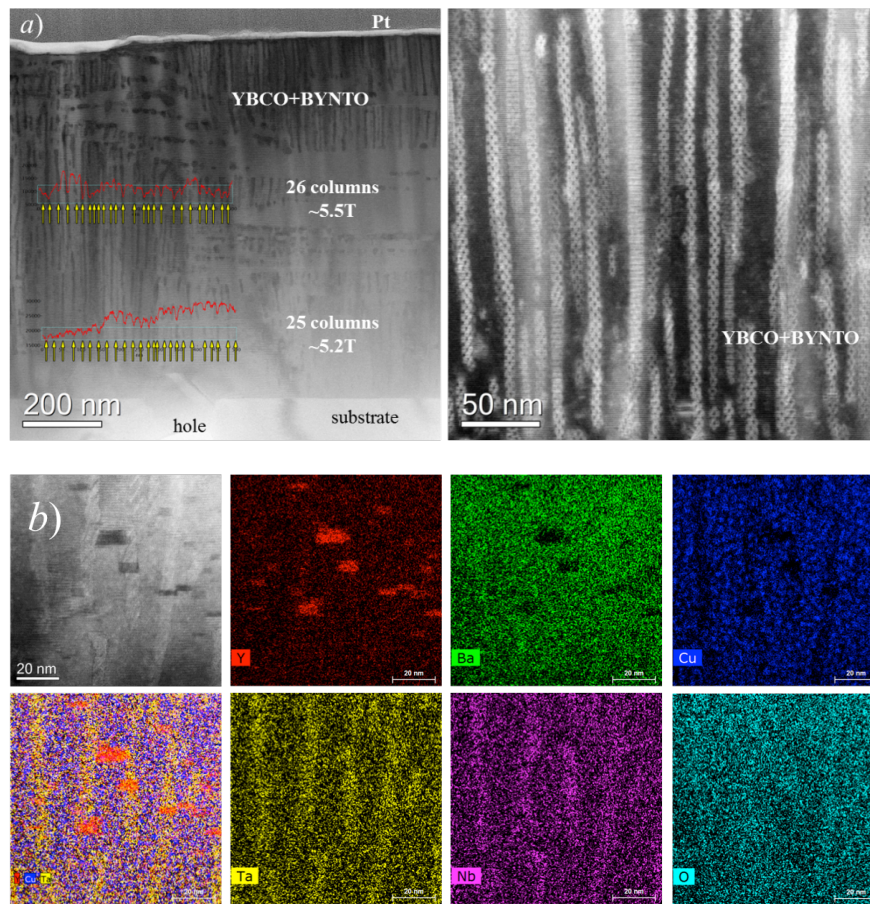 a)
Pt
YBCO+BYNTO
26 columns
~5.5T
25 columns
~5.2T
200 nm
hole
substrate
YBCO+BYNTO
50 nm
b)
20 nm
Y
20 nm
Ba
20 nm
Cu
20 nm
Cu
20 nm
Ta
20 nm
Nb
20 nm
O
20 nm